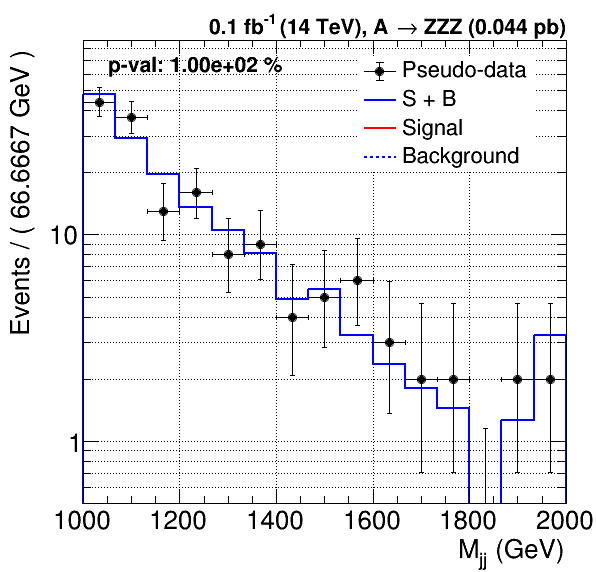 0.1 fb⁻¹ (14 TeV), A → ZZZ (0.044 pb)
p-val: 1.00e+02 %
Pseudo-data
S + B
Signal
Background
Events / ( 66.6667 GeV )
10
1
1000 1200 1400 1600 1800 2000
Mjj (GeV)